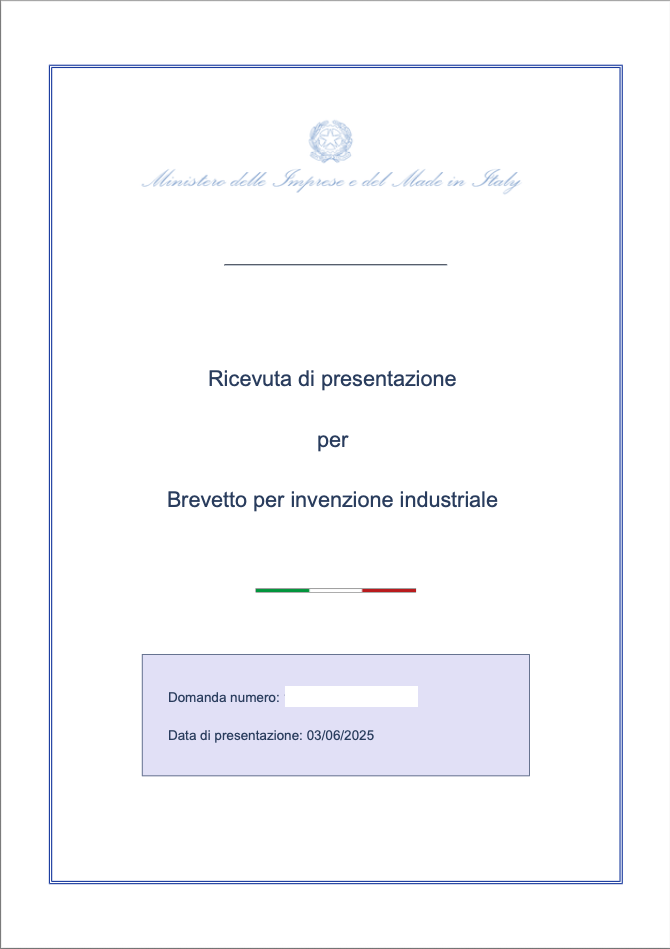 Ministero delle Imprese e del Made in Italy
Ricevuta di presentazione
per
Brevetto per invenzione industriale
Domanda numero:
Data di presentazione: 03/06/2025